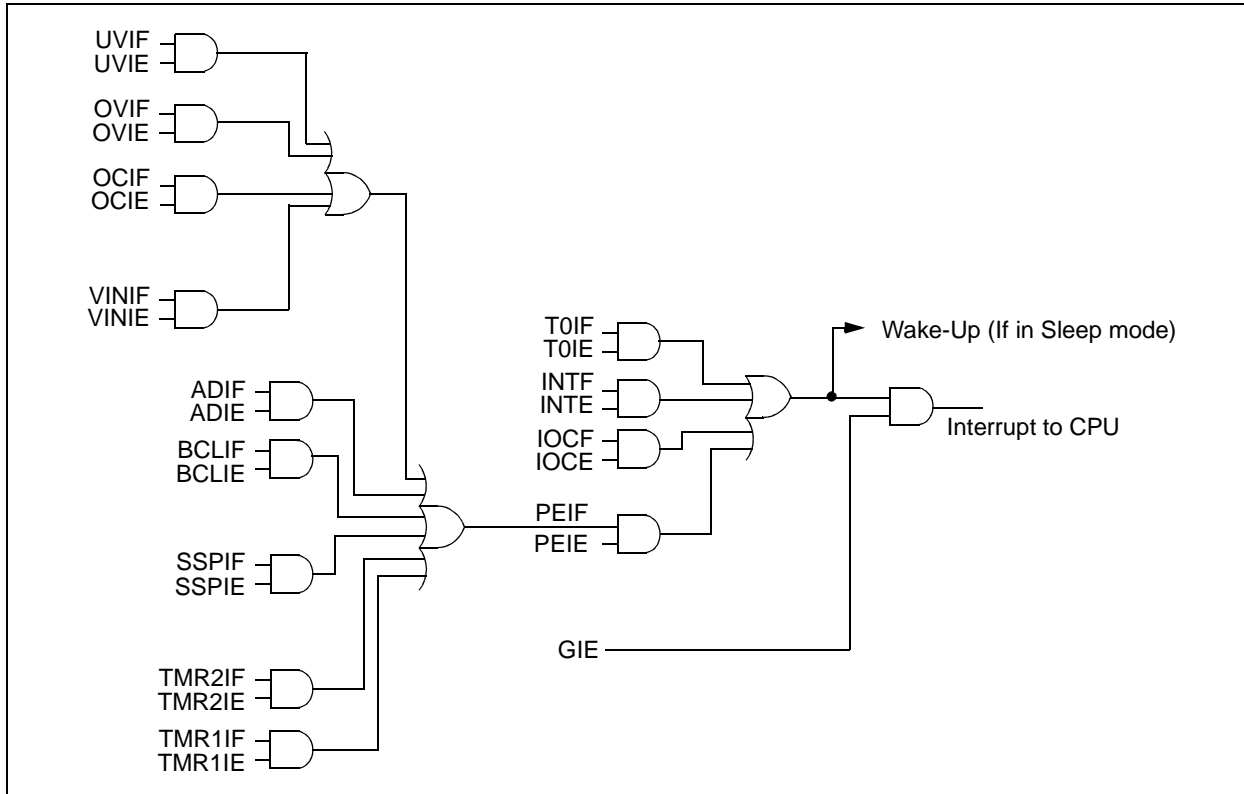 UVIF
UVIE
OVIF
OVIE
OCIF
OCIE
VINIF
VINIE
ADIF
ADIE
BCLIF
BCLIE
SSPIF
SSPIE
TMR2IF
TMR2IE
TMR1IF
TMR1IE
T0IF
T0IE
INTF
INTE
IOCF
IOCE
PEIF
PEIE
GIE
Wake-Up (If in Sleep mode)
Interrupt to CPU